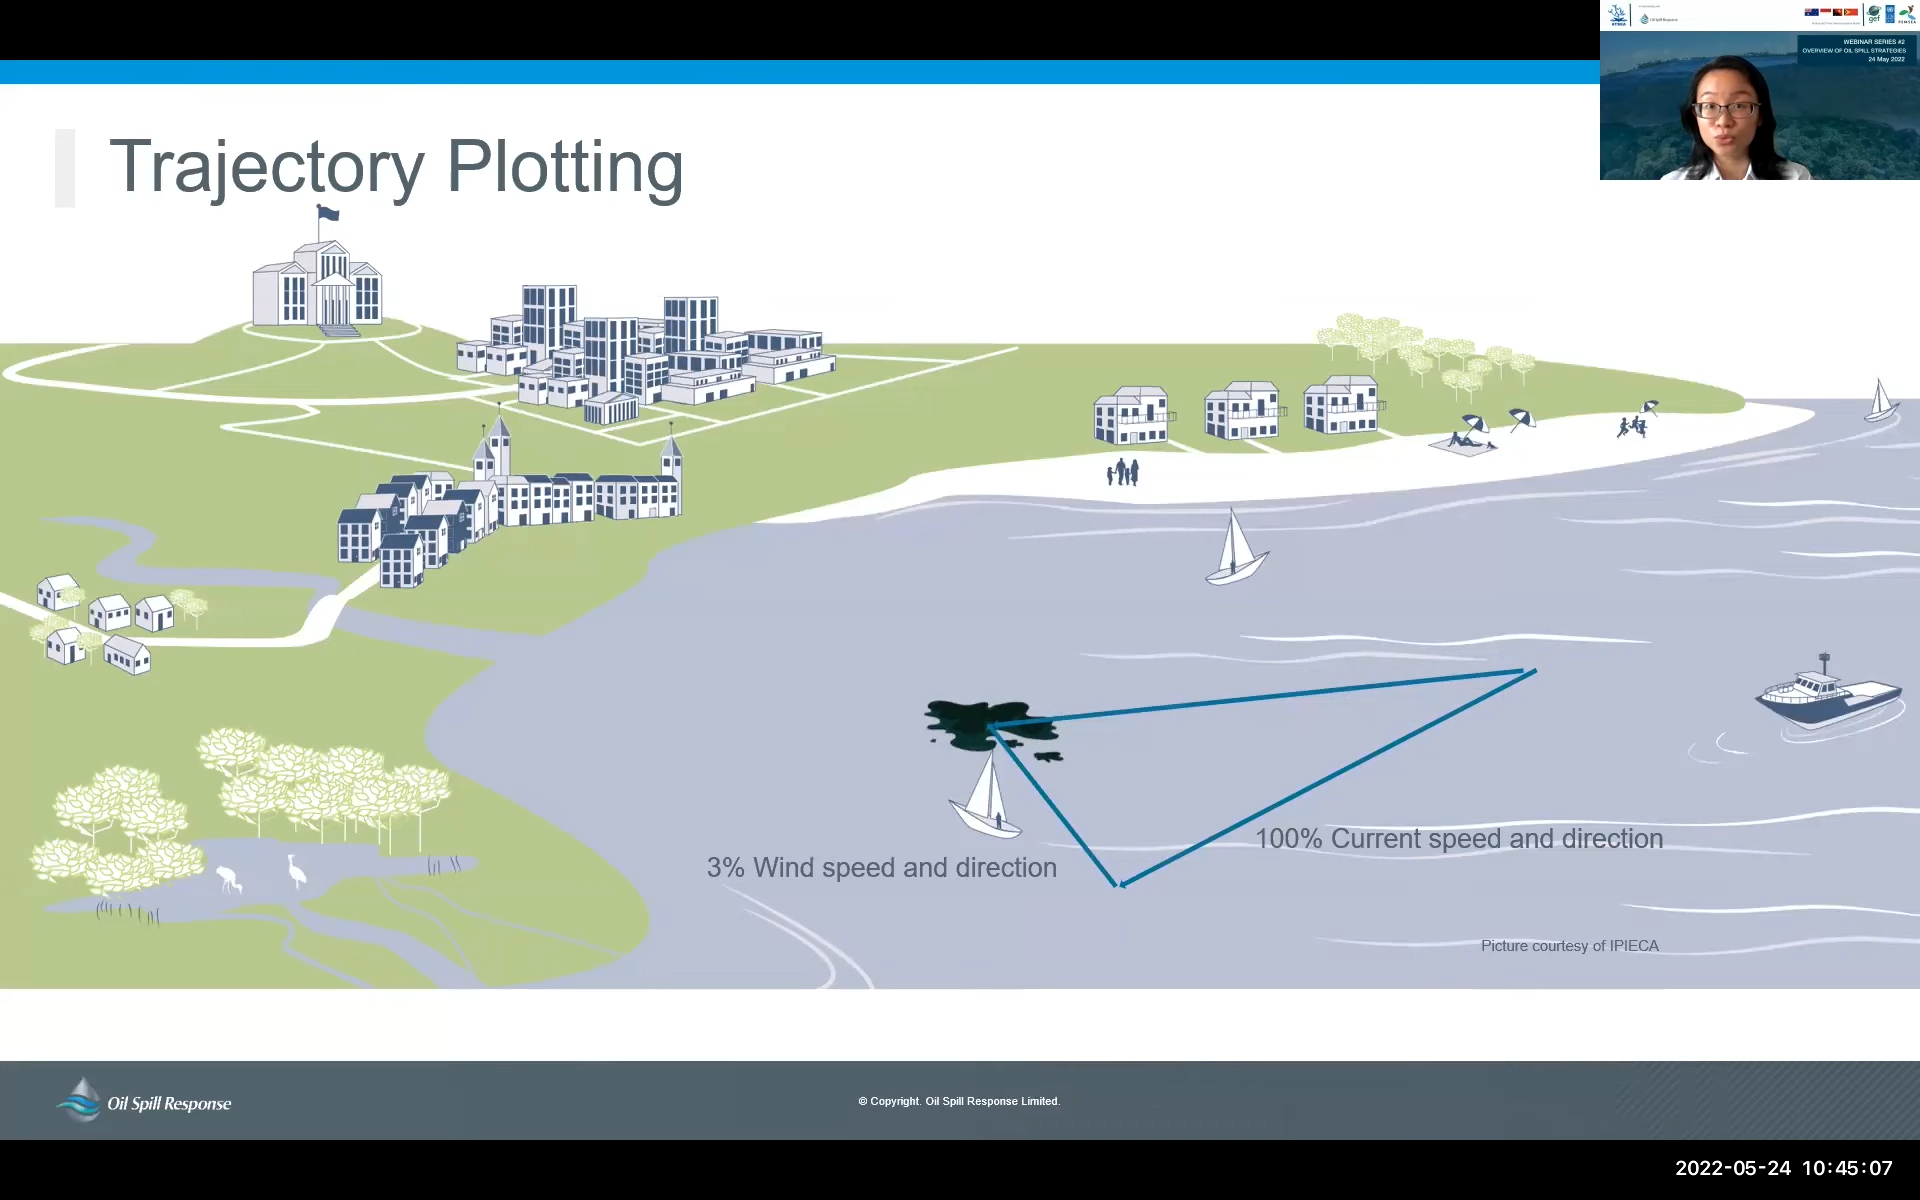 WEBINAR SERIES #2
OVERVIEW OF OIL SPILL STRATEGIES
24 May 2022
Trajectory Plotting
100% Current speed and direction
3% Wind speed and direction
Picture courtesy of IPIECA
Oil Spill Response
© Copyright. Oil Spill Response Limited.
2022-05-24 10:45:07